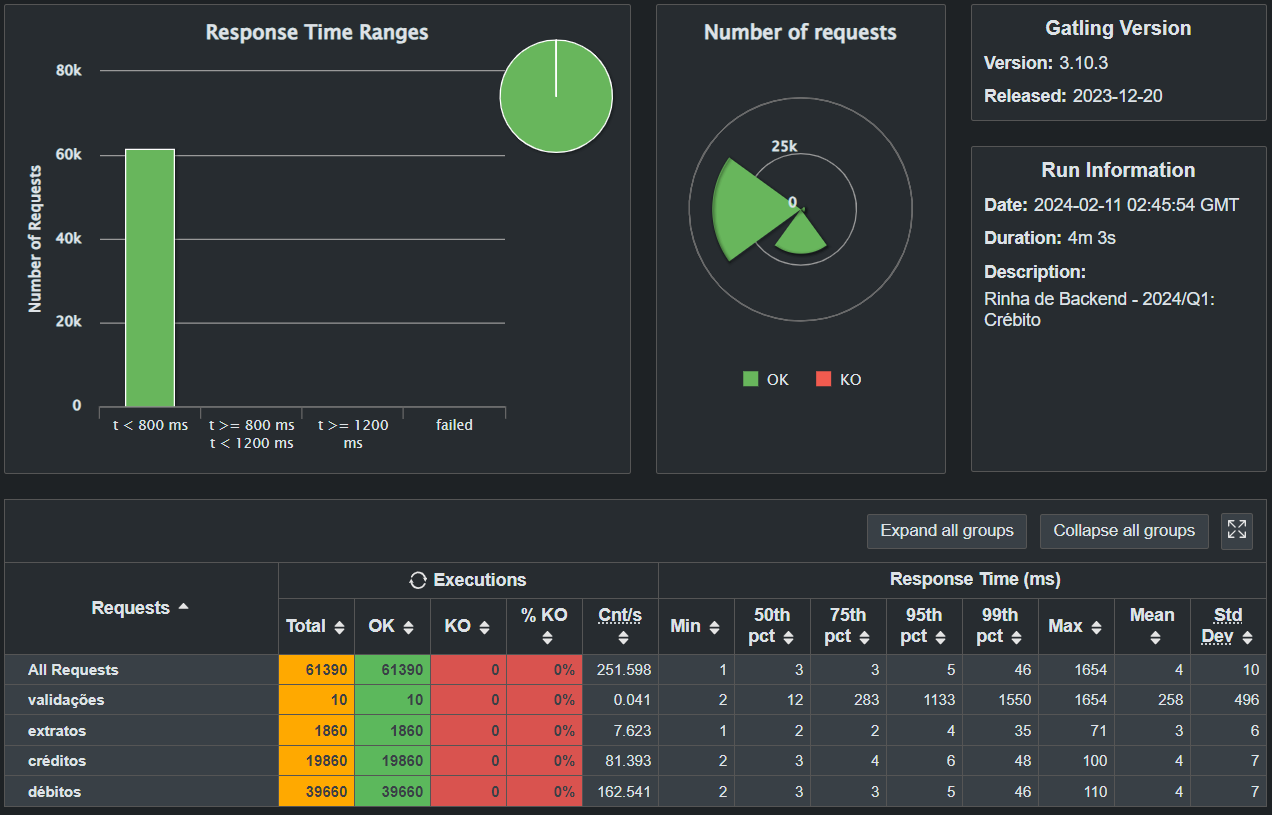 Response Time Ranges
80k
60k
40k
20k
0
Number of Requests
t < 800 ms
t >= 800 ms
t < 1200 ms
t >= 1200
ms
failed
Number of requests
25k
0
OK
KO
Gatling Version
Version: 3.10.3
Released: 2023-12-20
Run Information
Date: 2024-02-11 02:45:54 GMT
Duration: 4m 3s
Description:
Rinha de Backend - 2024/Q1:
Crébito
Expand all groups
Collapse all groups
Requests
Executions
Response Time (ms)
Total
OK
KO
% KO
Cnt/s
Min
50th
pct
75th
pct
95th
pct
99th
pct
Max
Mean
Std
Dev
All Requests 61390 61390 0 0% 251.598 1 3 3 5 46 1654 4 10
validações 10 10 0 0% 0.041 2 12 283 1133 1550 1654 258 496
extratos 1860 1860 0 0% 7.623 1 2 2 4 35 71 3 6
créditos 19860 19860 0 0% 81.393 2 3 4 6 48 100 4 7
débitos 39660 39660 0 0% 162.541 2 3 3 5 46 110 4 7